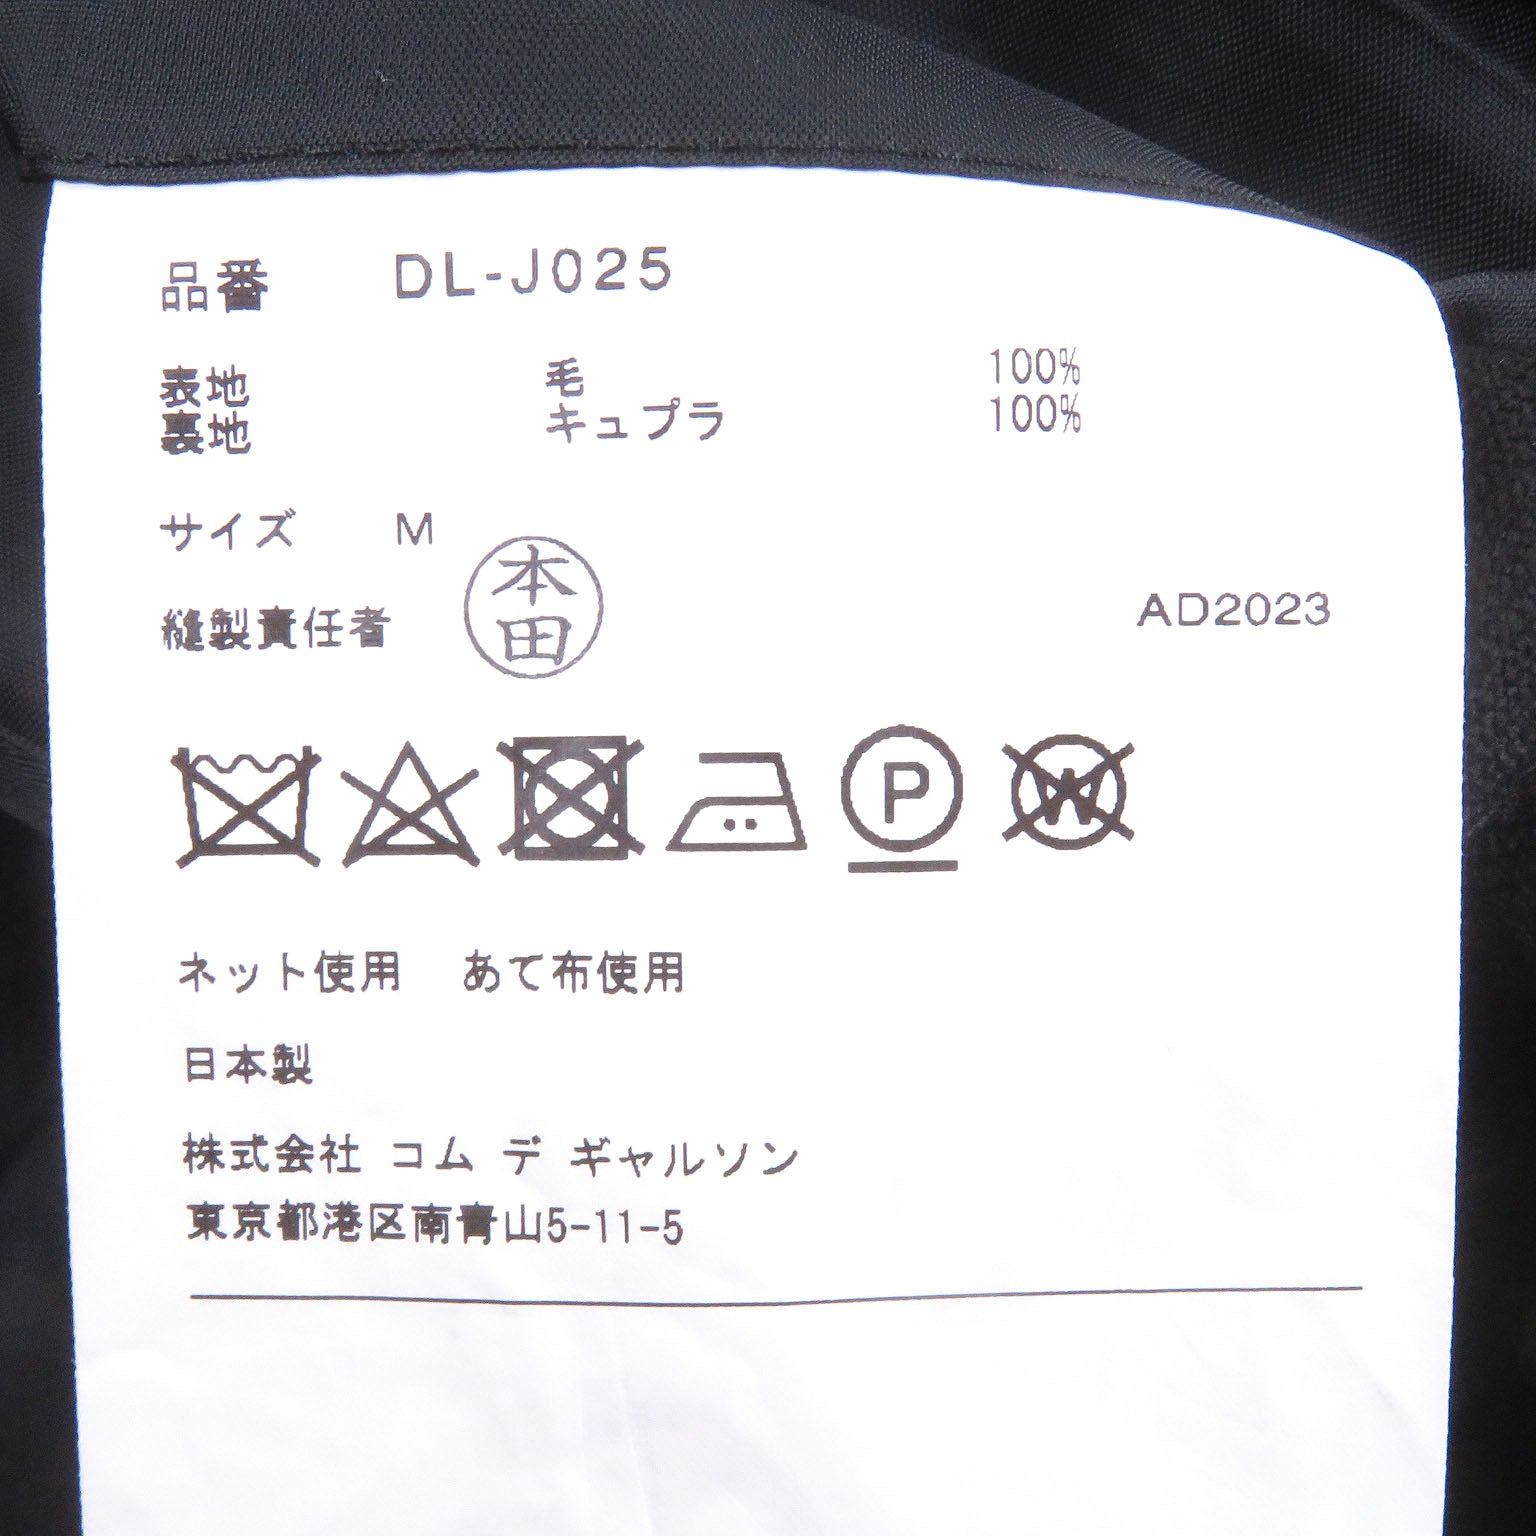 品番 DL-J025
表地 毛 100%
裏地 キュプラ 100%
サイズ M
縫製責任者 本田 AD2023
P W
ネット使用 あて布使用
日本製
株式会社 コム デ ギャルソン
東京都港区南青山5-11-5